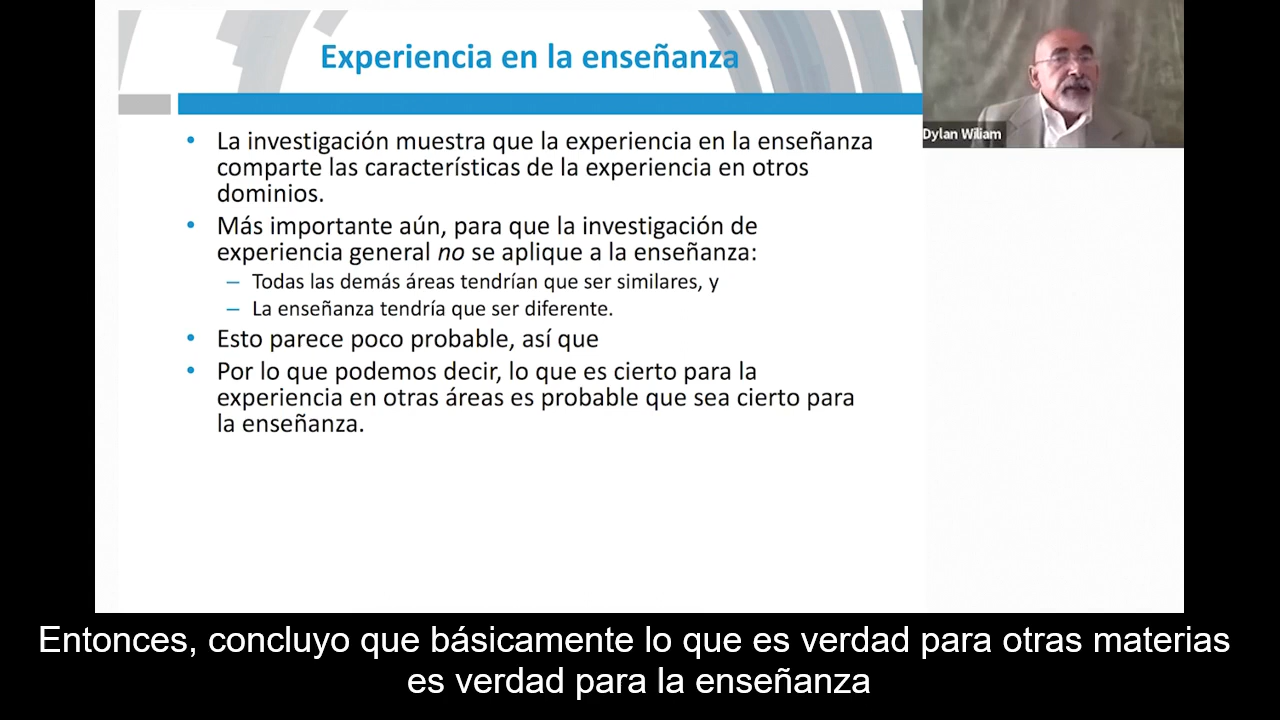 Experiencia en la enseñanza
Dylan Wiliam
• La investigación muestra que la experiencia en la enseñanza
comparte las características de la experiencia en otros
dominios.
• Más importante aún, para que la investigación de
experiencia general no se aplique a la enseñanza:
– Todas las demás áreas tendrían que ser similares, y
– La enseñanza tendría que ser diferente.
• Esto parece poco probable, así que
• Por lo que podemos decir, lo que es cierto para la
experiencia en otras áreas es probable que sea cierto para
la enseñanza.
Entonces, concluyo que básicamente lo que es verdad para otras materias
es verdad para la enseñanza